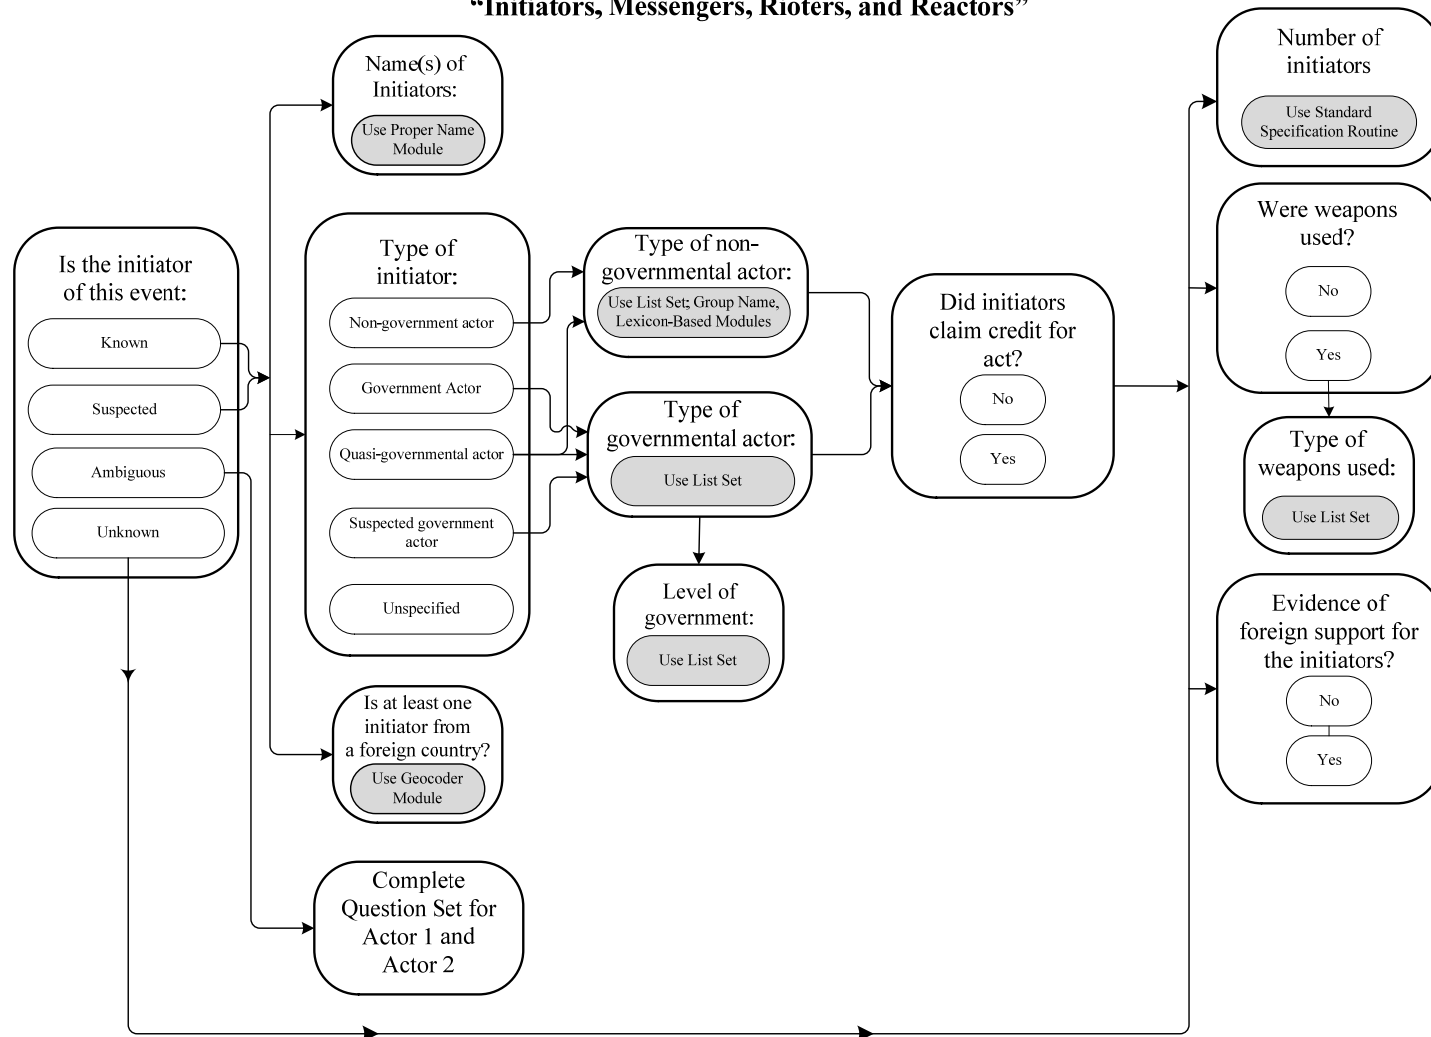 “Initiators, Messengers, Rioters, and Reactors”
Is the initiator
of this event:
Known
Suspected
Ambiguous
Unknown
Name(s) of
Initiators:
Use Proper Name
Module
Type of
initiator:
Non-government actor
Government Actor
Quasi-governmental actor
Suspected government
actor
Unspecified
Is at least one
initiator from
a foreign country?
Use Geocoder
Module
Complete
Question Set for
Actor 1 and
Actor 2
Type of non-
governmental actor:
Use List Set; Group Name,
Lexicon-Based Modules
Type of
governmental actor:
Use List Set
Level of
government:
Use List Set
Did initiators
claim credit for
act?
No
Yes
Number of
initiators
Use Standard
Specification Routine
Were weapons
used?
No
Yes
Type of
weapons used:
Use List Set
Evidence of
foreign support for
the initiators?
No
Yes